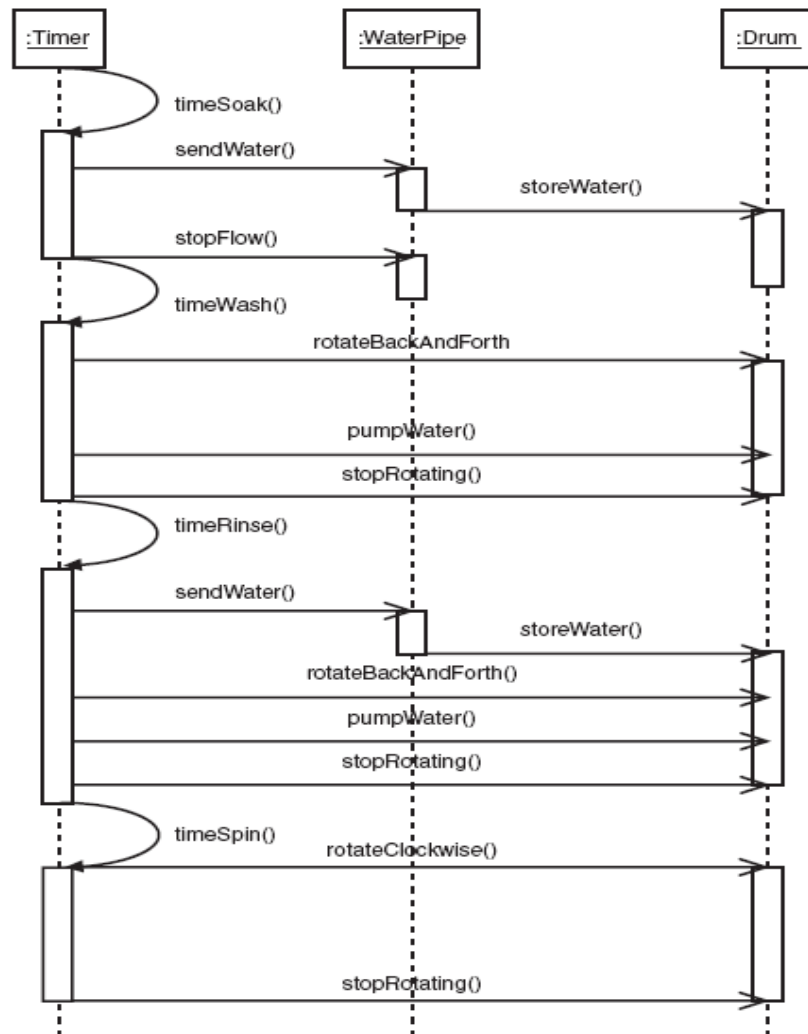 :Timer
:WaterPipe
:Drum
timeSoak()
sendWater()
storeWater()
stopFlow()
timeWash()
rotateBackAndForth
pumpWater()
stopRotating()
timeRinse()
sendWater()
storeWater()
rotateBackAndForth()
pumpWater()
stopRotating()
timeSpin()
rotateClockwise()
stopRotating()